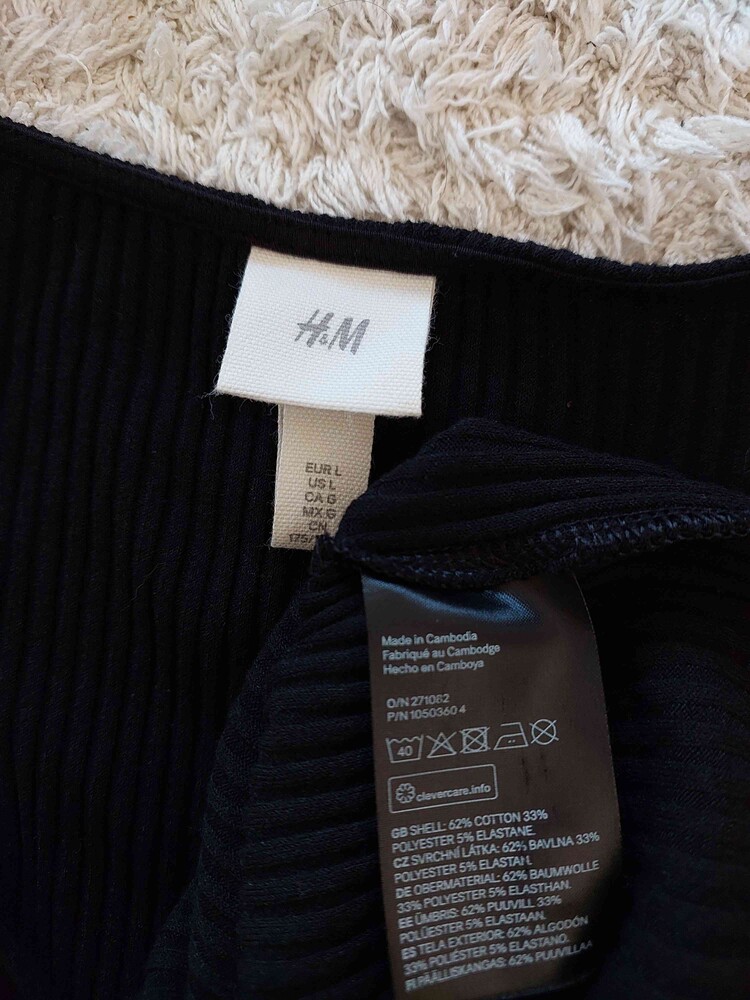 H&M
EUR L
US L
CA G
MX G
CN
175/
Made in Cambodia
Fabriqué au Cambodge
Hecho en Camboya
O/N 271082
P/N 1050360 4
40
clevercare.info
GB SHELL: 62% COTTON 33%
POLYESTER 5% ELASTANE.
CZ SVRCHNÍ LÁTKA: 62% BAVLNA 33%
POLYESTER 5% ELASTAN.
DE OBERMATERIAL: 62% BAUMWOLLE
33% POLYESTER 5% ELASTHAN.
EE ÜMBRIS: 62% PUUVILL 33%
POLÜESTER 5% ELASTAAN.
ES TELA EXTERIOR: 62% ALGODÓN
33% POLIÉSTER 5% ELASTANO.
FI PÄÄLLISKANGAS: 62% PUUVILLAA